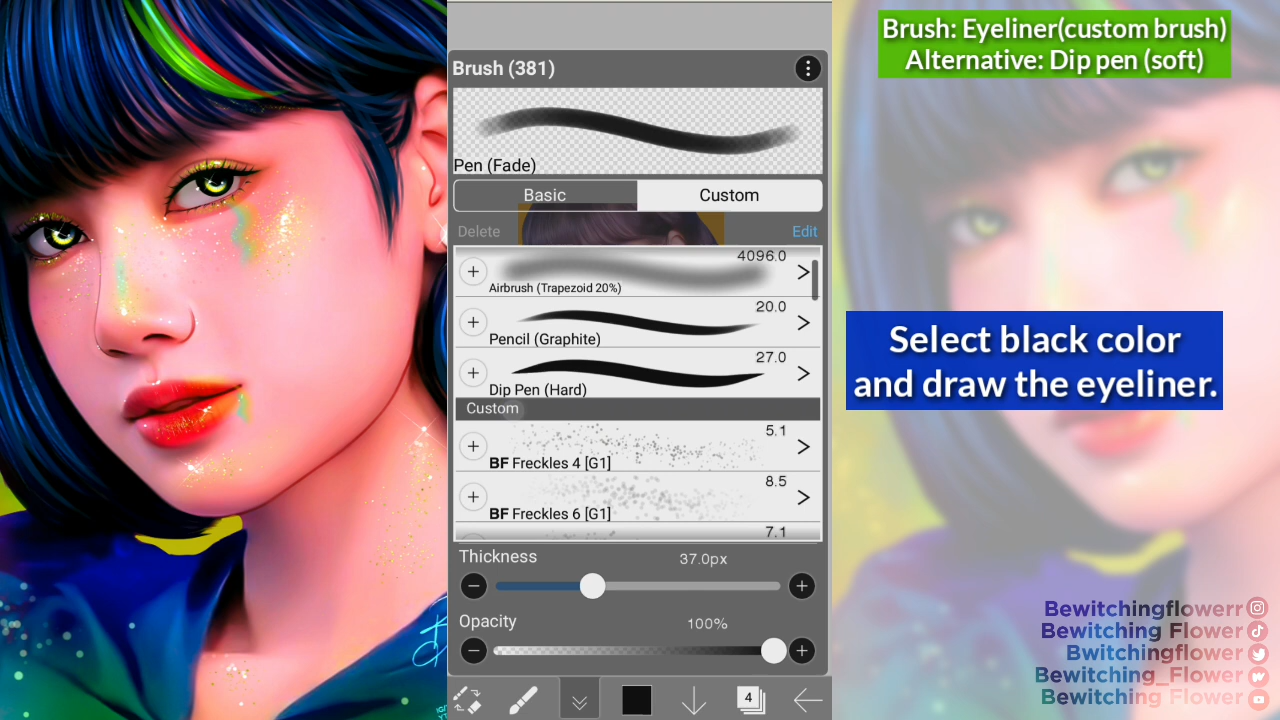 Brush (381)
Pen (Fade)
Basic
Custom
Delete
Edit
4096.0
Airbrush (Trapezoid 20%)
20.0
Pencil (Graphite)
27.0
Dip Pen (Hard)
Custom
5.1
BF Freckles 4 [G1]
8.5
BF Freckles 6 [G1]
7.1
Thickness
37.0px
Opacity
100%
4
Brush: Eyeliner(custom brush)
Alternative: Dip pen (soft)
Select black color
and draw the eyeliner.
Bewitchingflowerr
Bewitching Flower
Bwitchingflower
Bewitching_Flower
Bewitching Flower